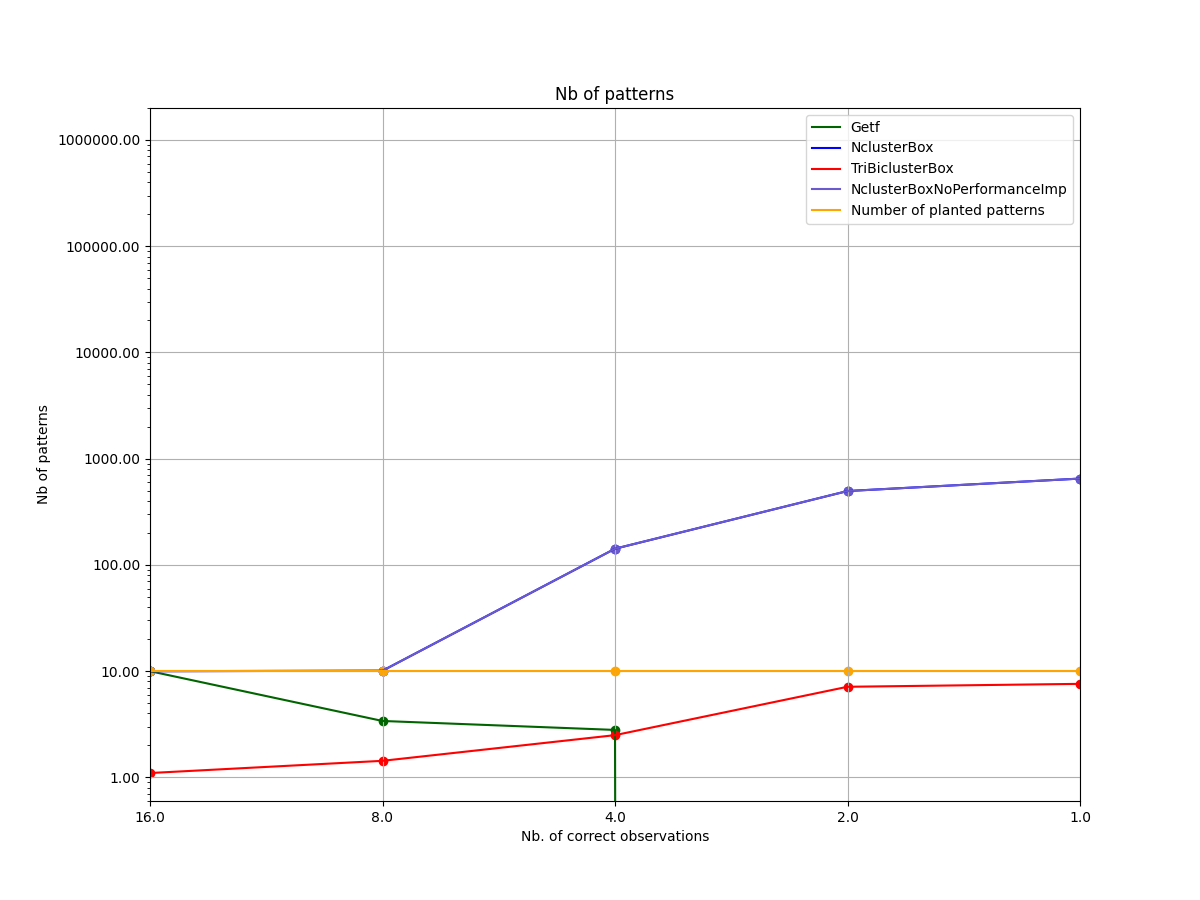 Nb of patterns
Getf
NclusterBox
TriBiclusterBox
NclusterBoxNoPerformanceImp
Number of planted patterns
1000000.00
100000.00
10000.00
1000.00
100.00
10.00
1.00
Nb of patterns
16.0 8.0 4.0 2.0 1.0
Nb. of correct observations